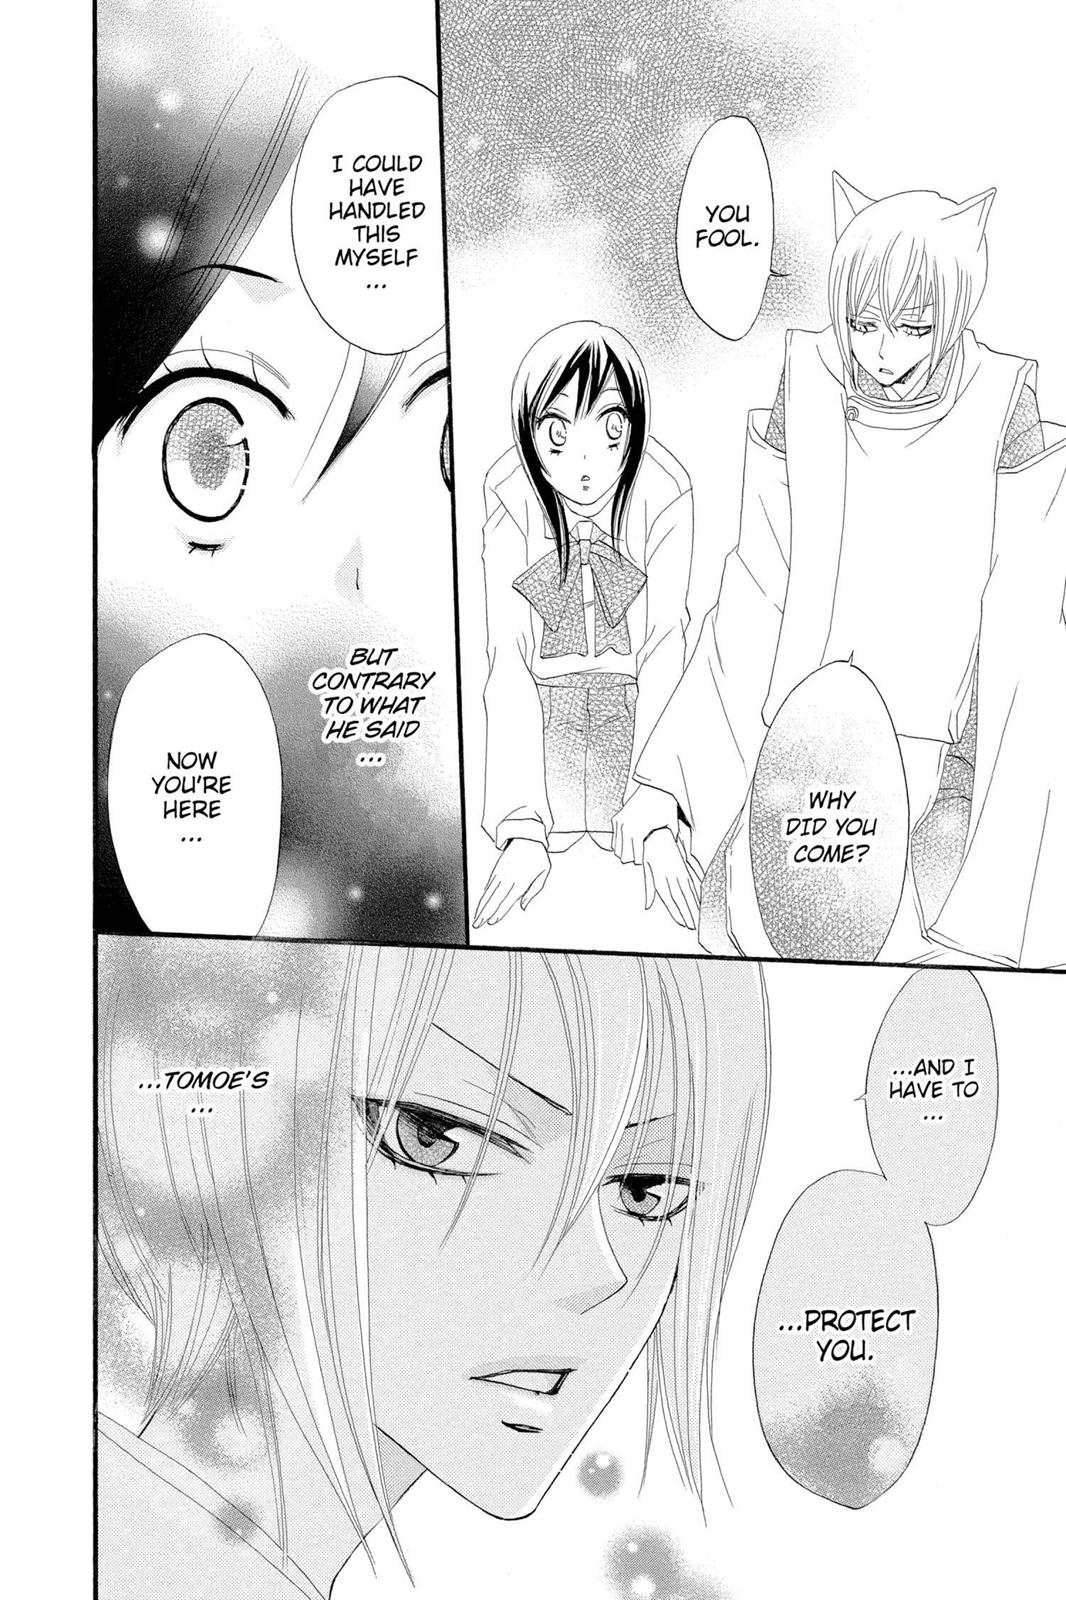 YOU
FOOL.
WHY
DID YOU
COME?
I COULD
HAVE
HANDLED
THIS
MYSELF
...
BUT
CONTRARY
TO WHAT
HE SAID
...
NOW
YOU'RE
HERE
...
...AND I
HAVE TO
...
...PROTECT
YOU.
...TOMOE'S
...